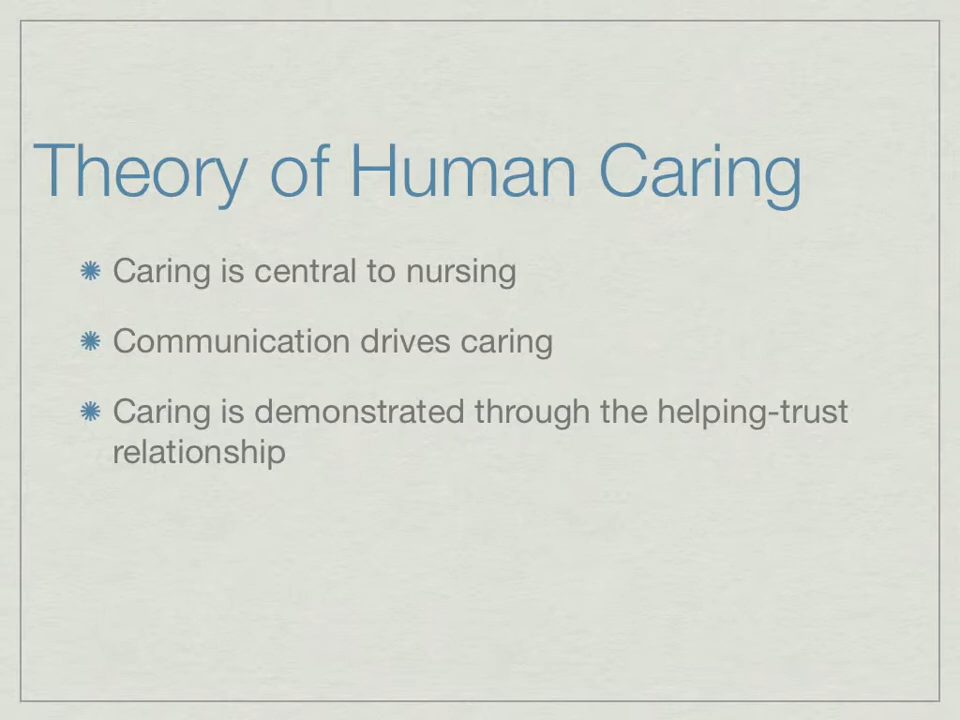 Theory of Human Caring
Caring is central to nursing
Communication drives caring
Caring is demonstrated through the helping-trust
relationship